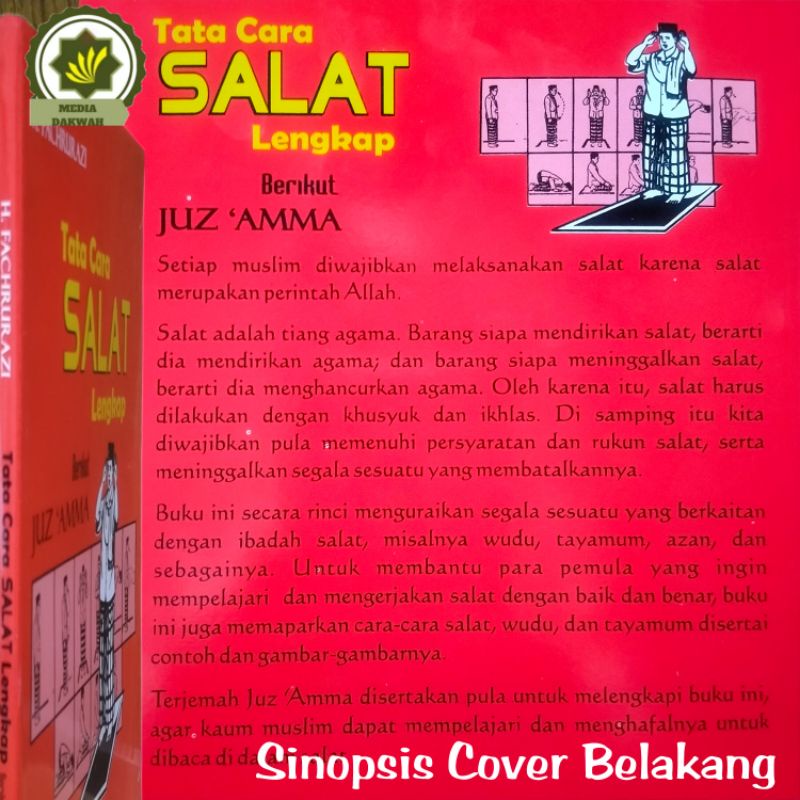 MEDIA
DAKWAH
Tata Cara
SALAT
Lengkap
Berikut
JUZ ‘AMMA
Setiap muslim diwajibkan melaksanakan salat karena salat
merupakan perintah Allah.
Salat adalah tiang agama. Barang siapa mendirikan salat, berarti
dia mendirikan agama; dan barang siapa meninggalkan salat,
berarti dia menghancurkan agama. Oleh karena itu, salat harus
dilakukan dengan khusyuk dan ikhlas. Di samping itu kita
diwajibkan pula memenuhi persyaratan dan rukun salat, serta
meninggalkan segala sesuatu yang membatalkannya.
Buku ini secara rinci menguraikan segala sesuatu yang berkaitan
dengan ibadah salat, misalnya wudu, tayamum, azan, dan
sebagainya. Untuk membantu para pemula yang ingin
mempelajari dan mengerjakan salat dengan baik dan benar, buku
ini juga memaparkan cara-cara salat, wudu, dan tayamum disertai
contoh dan gambar-gambarnya.
Terjemah Juz ‘Amma disertakan pula untuk melengkapi buku ini,
agar kaum muslim dapat mempelajari dan menghafalnya untuk
dibaca di
Sinopsis Cover Belakang
H. FACHRURAZI
Tata Cara SALAT Lengkap
FACHRURAZI
Tata Cara
SALAT
Lengkap
Berikut
JUZ ‘AMMA